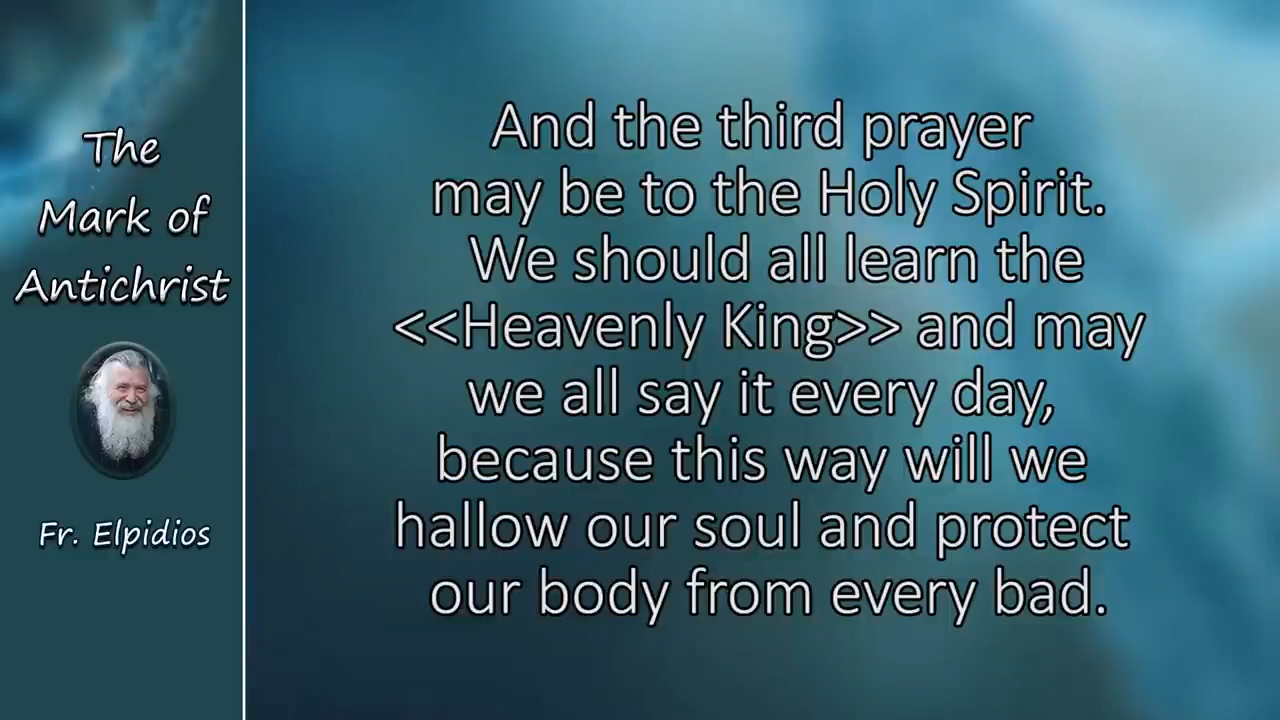 The
Mark of
Antichrist
Fr. Elpidios
And the third prayer
may be to the Holy Spirit.
We should all learn the
<<Heavenly King>> and may
we all say it every day,
because this way will we
hallow our soul and protect
our body from every bad.